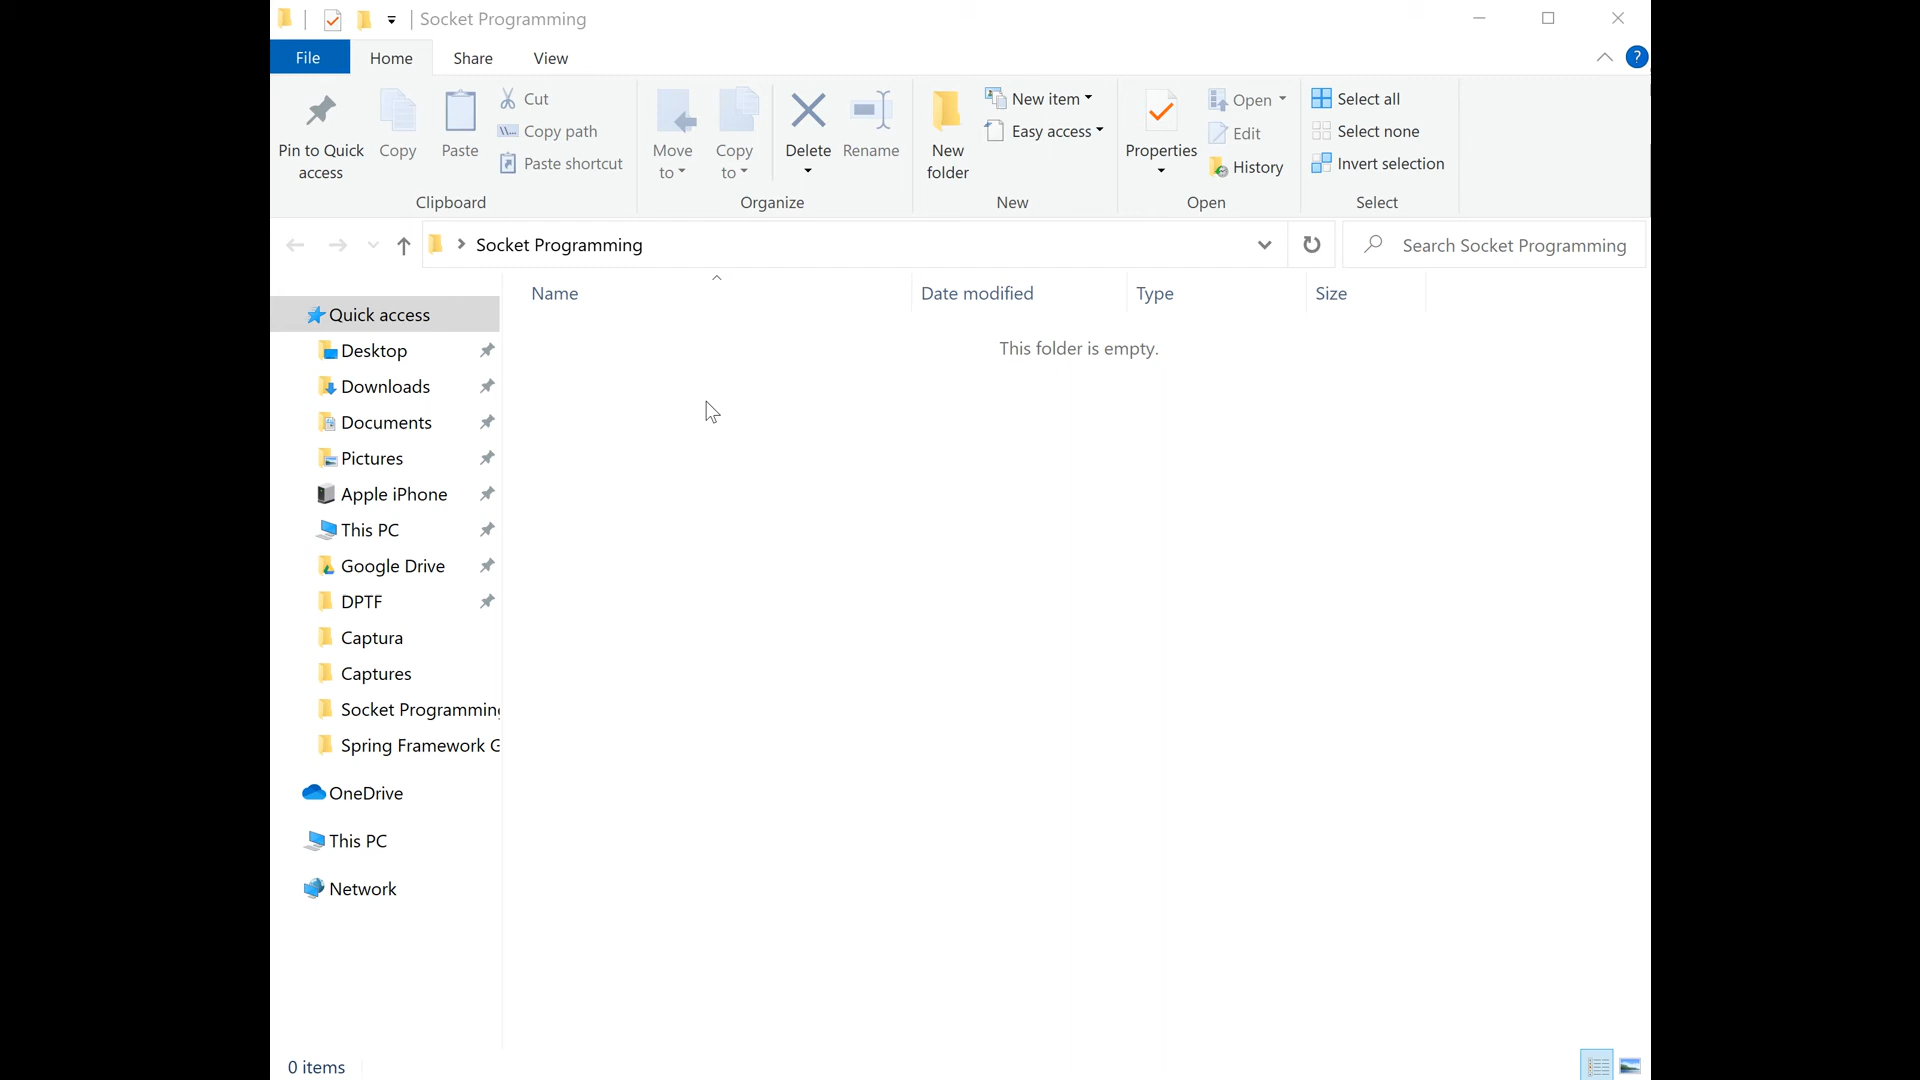 Socket Programming
File
Home
Share
View
?
Pin to Quick
access
Copy
Paste
Cut
Copy path
Paste shortcut
Clipboard
Move
to
Copy
to
Delete
Rename
Organize
New
folder
New item
Easy access
New
Properties
Open
Edit
History
Open
Select all
Select none
Invert selection
Select
Socket Programming
Search Socket Programming
Name
Date modified
Type
Size
This folder is empty.
Quick access
Desktop
Downloads
Documents
Pictures
Apple iPhone
This PC
Google Drive
DPTF
Captura
Captures
Socket Programming
Spring Framework G
OneDrive
This PC
Network
0 items